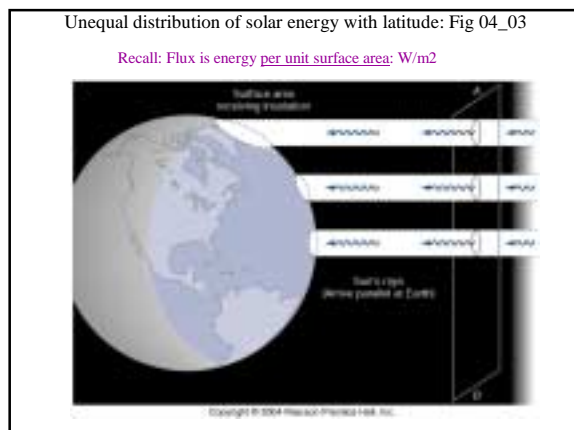 Unequal distribution of solar energy with latitude: Fig 04_03
Recall: Flux is energy per unit surface area: W/m2
Surface area
receiving insolation
A
Sun's rays
(Arrive parallel at Earth)
B
Copyright © 2004 Pearson Prentice Hall, Inc.